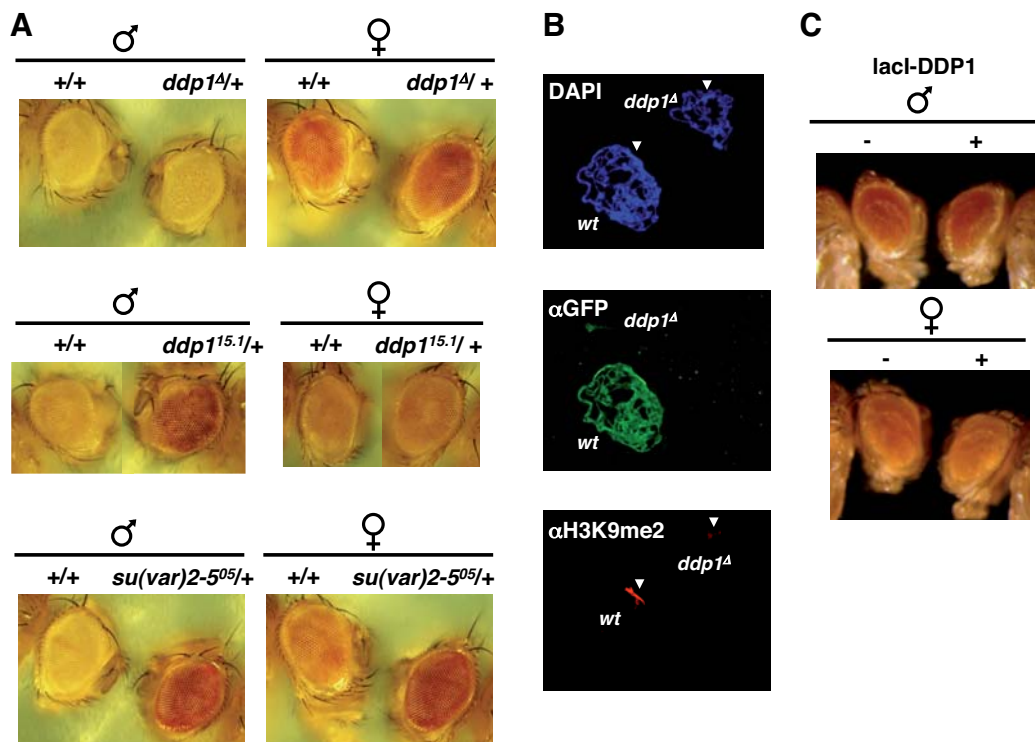 A
♂ ♀
+/+ ddp1Δ/+ +/+ ddp1Δ/ +
♂ ♀
+/+ ddp115.1/+ +/+ ddp115.1/ +
♂ ♀
+/+ su(var)2-505/+ +/+ su(var)2-505/+
B
DAPI
ddp1Δ
wt
αGFP
ddp1Δ
wt
αH3K9me2
ddp1Δ
wt
C
lacI-DDP1
♂
- +
♀
- +